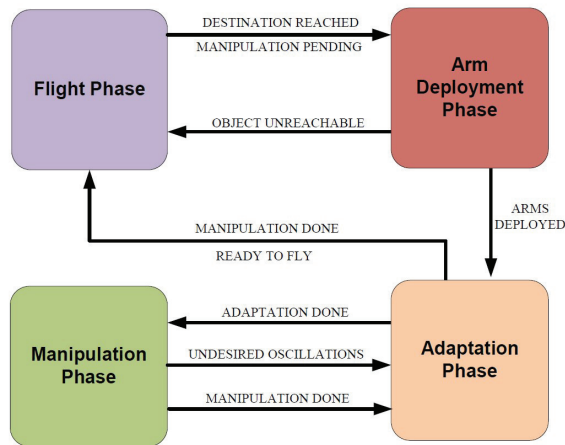 DESTINATION REACHED
MANIPULATION PENDING
Flight Phase
Arm
Deployment
Phase
OBJECT UNREACHABLE
ARMS
DEPLOYED
MANIPULATION DONE
READY TO FLY
ADAPTATION DONE
Manipulation
Phase
UNDESIRED OSCILLATIONS
Adaptation
Phase
MANIPULATION DONE